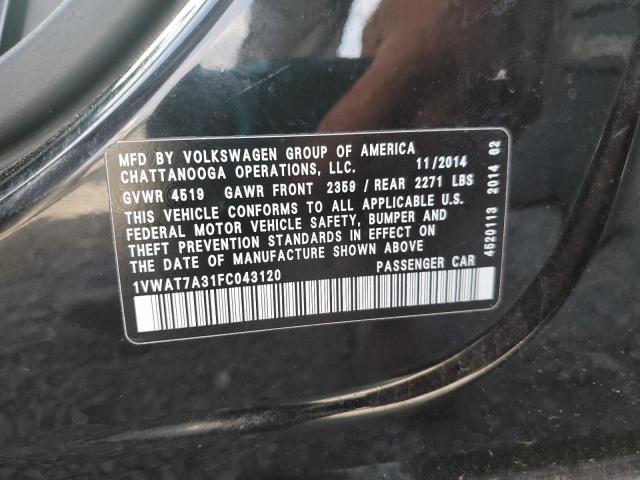 MFD BY VOLKSWAGEN GROUP OF AMERICA
CHATTANOOGA OPERATIONS, LLC. 11/2014
GVWR 4519 GAWR FRONT 2359 / REAR 2271 LBS
THIS VEHICLE CONFORMS TO ALL APPLICABLE U.S.
FEDERAL MOTOR VEHICLE SAFETY, BUMPER AND
THEFT PREVENTION STANDARDS IN EFFECT ON
THE DATE OF MANUFACTURE SHOWN ABOVE
1VWAT7A31FC043120 PASSENGER CAR
4520113 2014 62